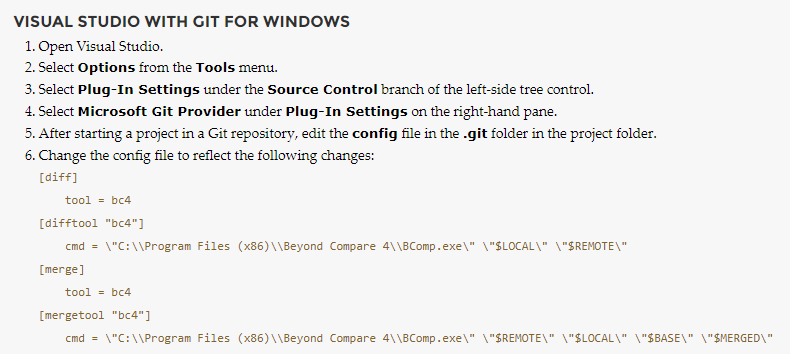 VISUAL STUDIO WITH GIT FOR WINDOWS
1. Open Visual Studio.
2. Select Options from the Tools menu.
3. Select Plug-In Settings under the Source Control branch of the left-side tree control.
4. Select Microsoft Git Provider under Plug-In Settings on the right-hand pane.
5. After starting a project in a Git repository, edit the config file in the .git folder in the project folder.
6. Change the config file to reflect the following changes:
[diff]
tool = bc4
[difftool "bc4"]
cmd = \"C:\\Program Files (x86)\\Beyond Compare 4\\BComp.exe\" \"$LOCAL\" \"$REMOTE\"
[merge]
tool = bc4
[mergetool "bc4"]
cmd = \"C:\\Program Files (x86)\\Beyond Compare 4\\BComp.exe\" \"$REMOTE\" \"$LOCAL\" \"$BASE\" \"$MERGED\"